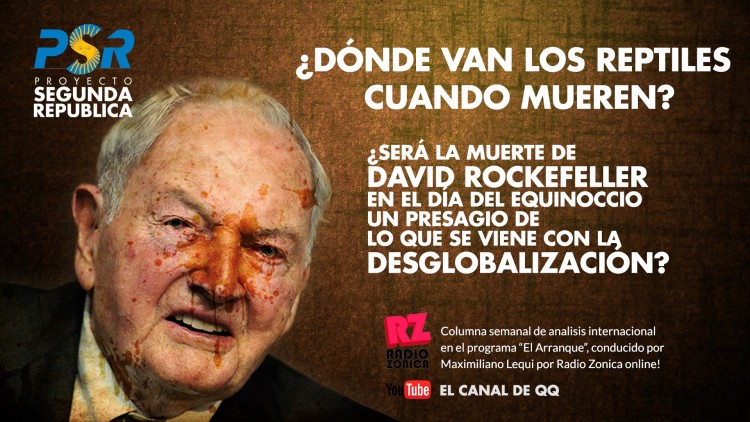 PSR
PROYECTO
SEGUNDA
REPUBLICA
¿DÓNDE VAN LOS REPTILES
CUANDO MUEREN?
¿SERÁ LA MUERTE DE
DAVID ROCKEFELLER
EN EL DÍA DEL EQUINOCCIO
UN PRESAGIO DE
LO QUE SE VIENE CON LA
DESGLOBALIZACIÓN?
RZ
RADIO
ZONICA
Columna semanal de analisis internacional
en el programa “El Arranque”, conducido por
Maximiliano Lequi por Radio Zonica online!
YouTube EL CANAL DE QQ